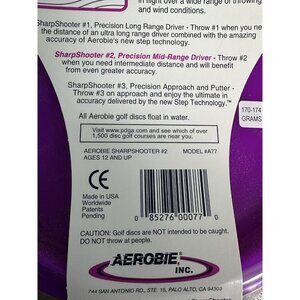 in flight over a wide range of throwing
and wind conditions.
SharpShooter #1, Precision Long Range Driver - Throw #1 when you ne
the distance of an ultra long range driver combined with the amazing
accuracy of Aerobie's new step technology.
SharpShooter #2, Precision Mid-Range Driver - Throw #2
when you need intermediate distance and will benefit
from even greater accuracy.
SharpShooter #3, Precision Approach and Putter -
Throw #3 on approach and enjoy the ultimate in
accuracy delivered by the new Step Technology.™
All Aerobie golf discs float in water.
170-174
GRAMS
Visit www.pdga.com and see which of over
1,500 disc golf courses are near you.
AEROBIE SHARPSHOOTER #2 MODEL #A77
AGES 12 AND UP
CE
Made in USA
Worldwide
Patents
Pending
0 85276 00077 0
CAUTION: Golf discs are NOT intended to be caught.
DO NOT throw at people.
AEROBIE,
INC.
744 SAN ANTONIO RD., STE. 15, PALO ALTO, CA 94303